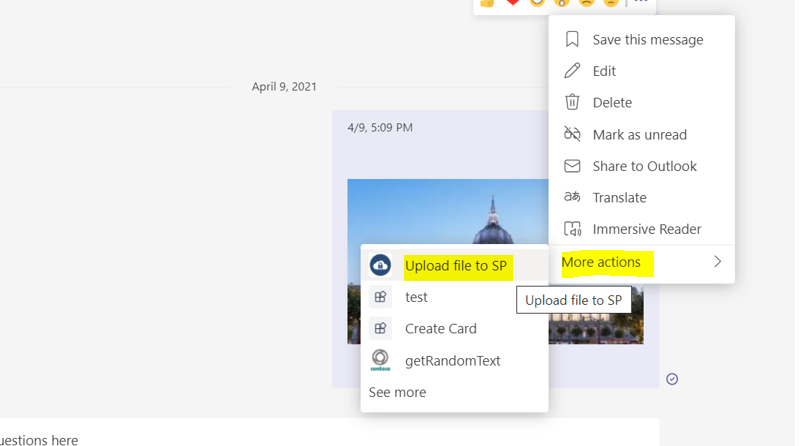 Save this message
Edit
April 9, 2021
Delete
4/9, 5:09 PM
Mark as unread
Share to Outlook
Translate
Immersive Reader
More actions
Upload file to SP
test
Upload file to SP
Create Card
getRandomText
contoso
See more
uestions here